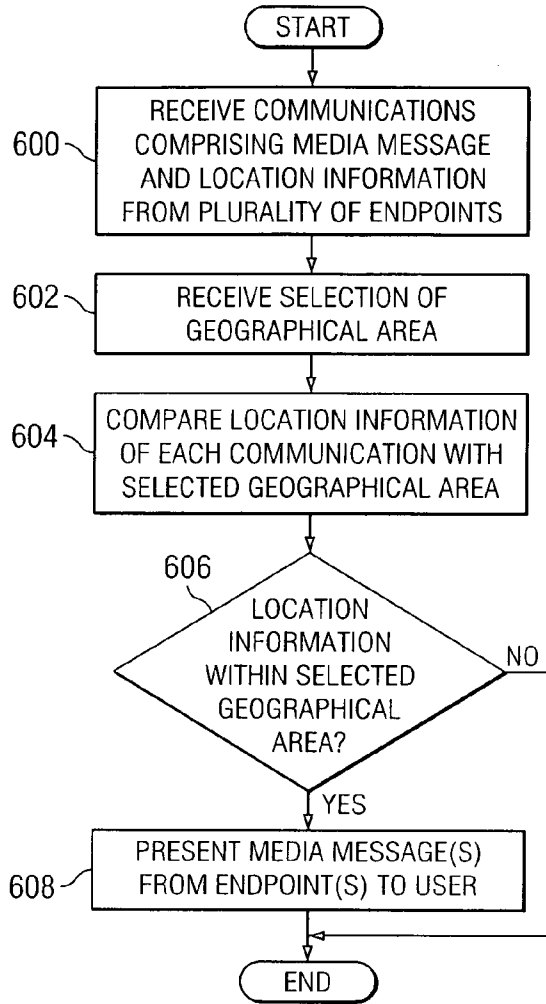 START
600
RECEIVE COMMUNICATIONS
COMPRISING MEDIA MESSAGE
AND LOCATION INFORMATION
FROM PLURALITY OF ENDPOINTS
602
RECEIVE SELECTION OF
GEOGRAPHICAL AREA
604
COMPARE LOCATION INFORMATION
OF EACH COMMUNICATION WITH
SELECTED GEOGRAPHICAL AREA
606
LOCATION
INFORMATION
WITHIN SELECTED
GEOGRAPHICAL
AREA?
NO
YES
608
PRESENT MEDIA MESSAGE(S)
FROM ENDPOINT(S) TO USER
END